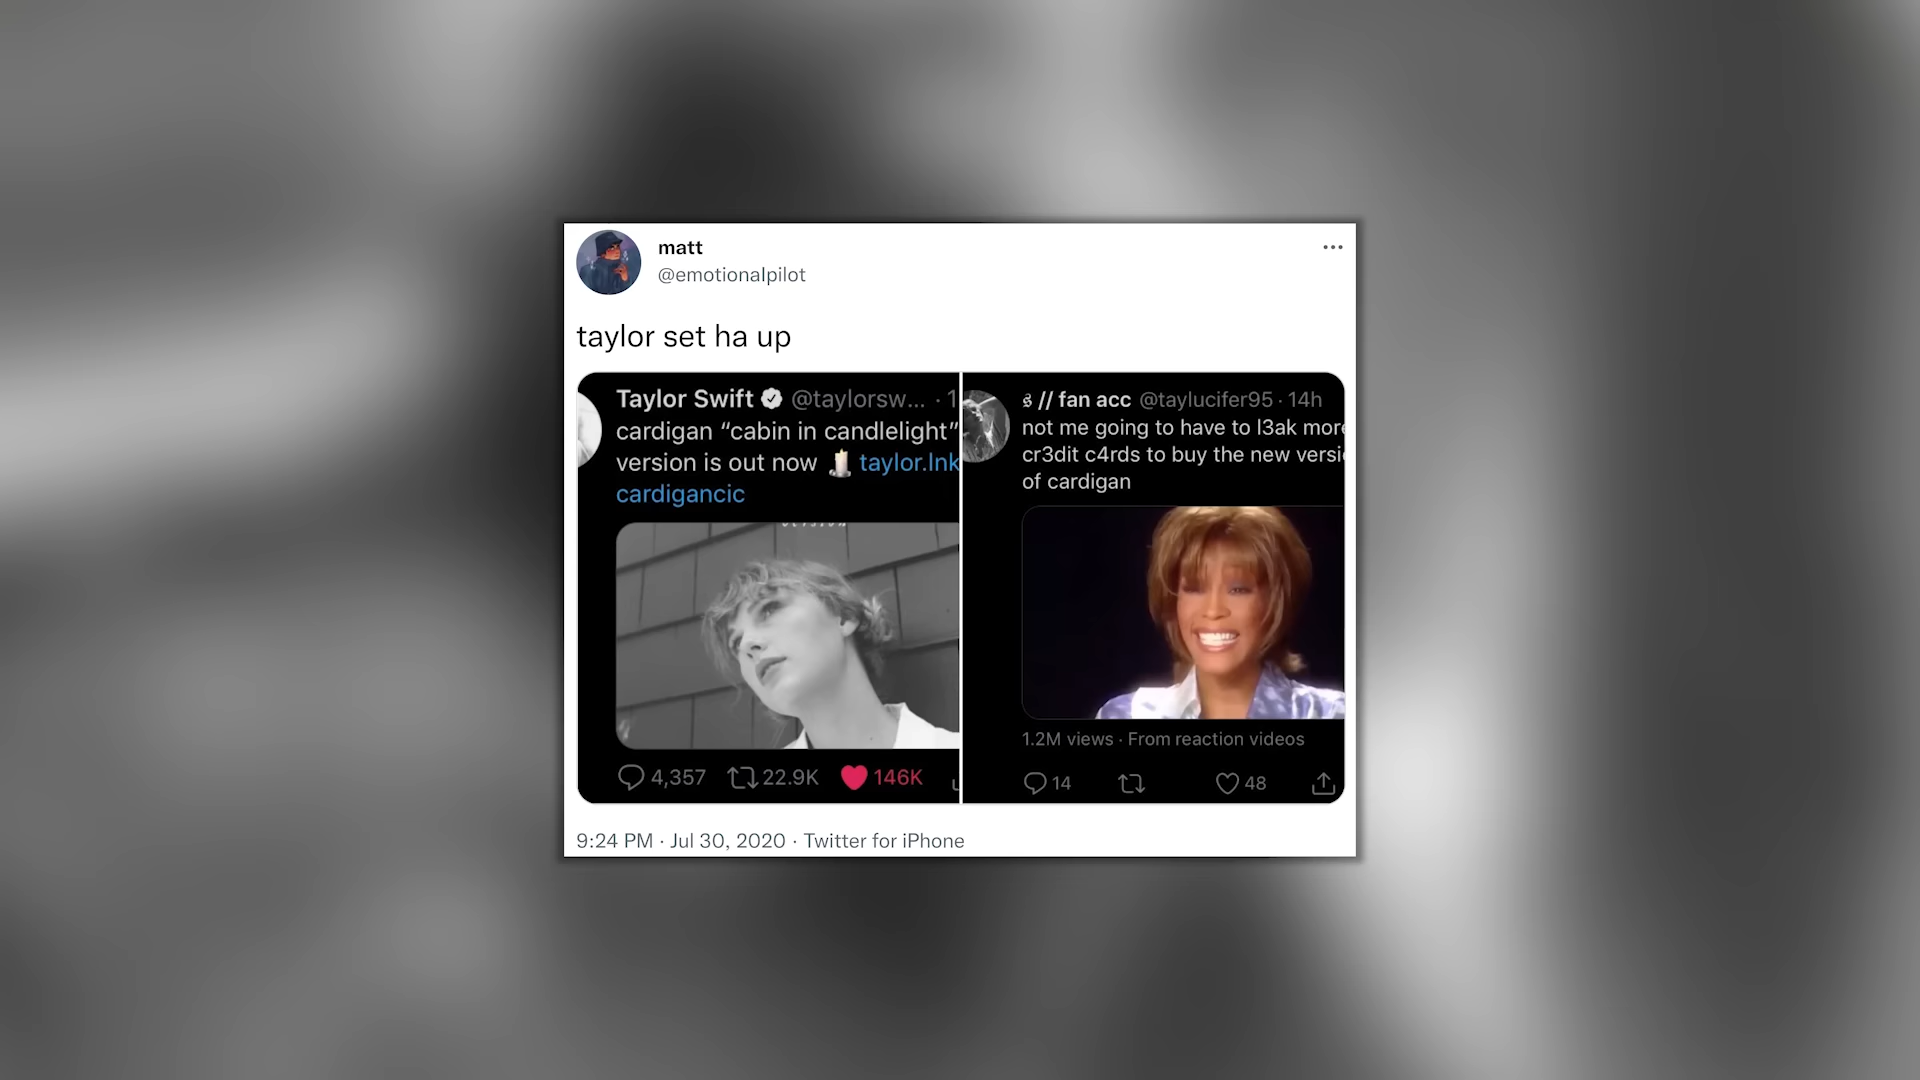 matt
@emotionalpilot
taylor set ha up
Taylor Swift @taylorsw... · 1
cardigan “cabin in candlelight”
version is out now 🕯️ taylor.lnk
cardigancic
4,357 22.9K 146K
ꨄ // fan acc @taylucifer95 · 14h
not me going to have to l3ak more
cr3dit c4rds to buy the new versi
of cardigan
1.2M views · From reaction videos
14 48
9:24 PM · Jul 30, 2020 · Twitter for iPhone